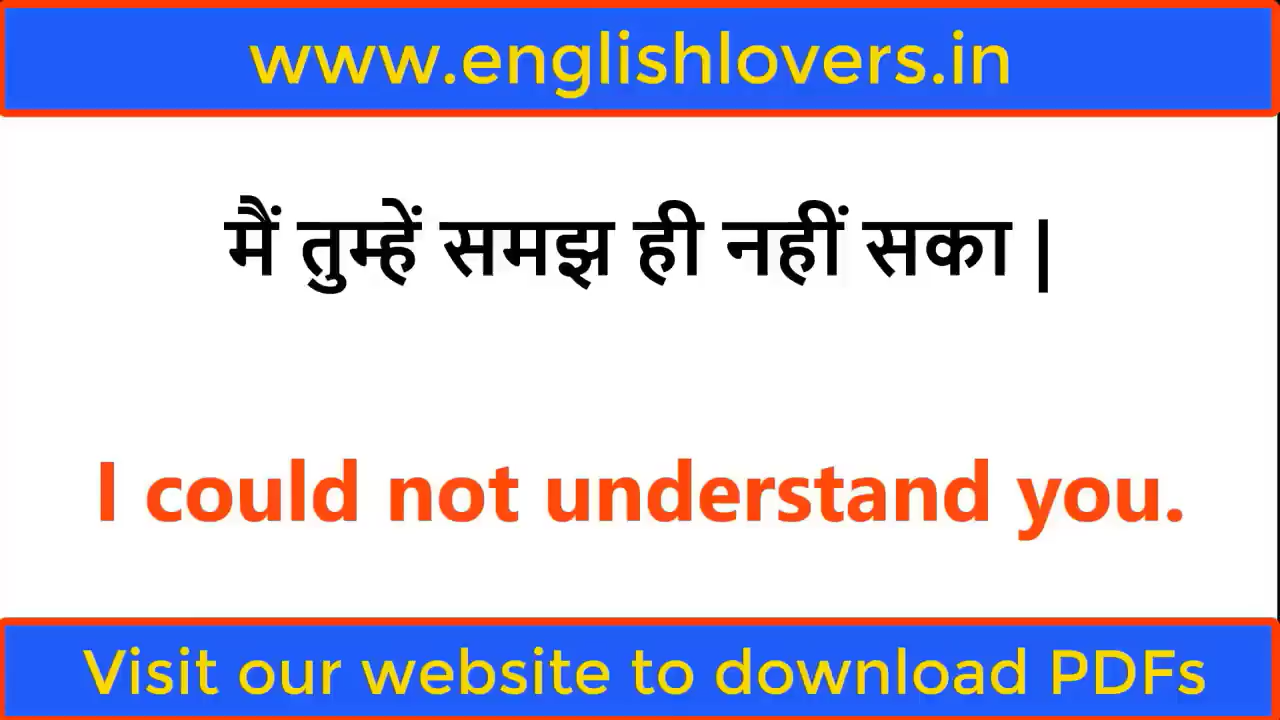 www.englishlovers.in
मैं तुम्हें समझ ही नहीं सका |
I could not understand you.
Visit our website to download PDFs